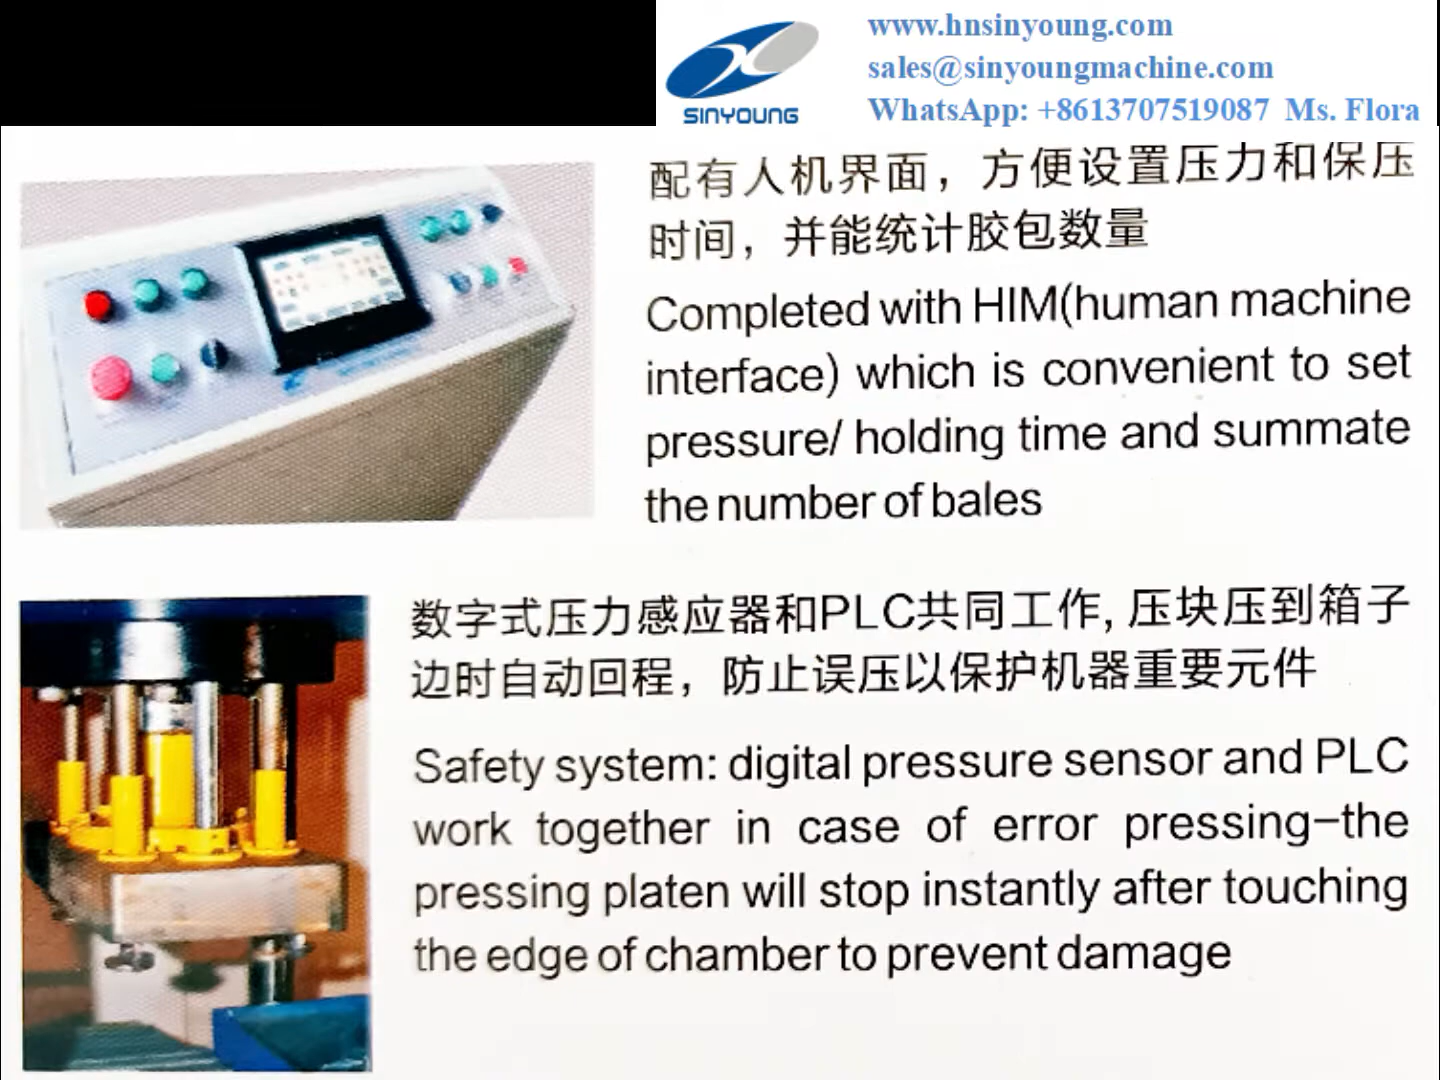 www.hnsinyoung.com
sales@sinyoungmachine.com
WhatsApp: +8613707519087 Ms. Flora
SINYOUNG
配有人机界面，方便设置压力和保压
时间，并能统计胶包数量
Completed with HIM(human machine
interface) which is convenient to set
pressure/ holding time and summate
the number of bales
数字式压力感应器和PLC共同工作, 压块压到箱子
边时自动回程，防止误压以保护机器重要元件
Safety system: digital pressure sensor and PLC
work together in case of error pressing–the
pressing platen will stop instantly after touching
the edge of chamber to prevent damage